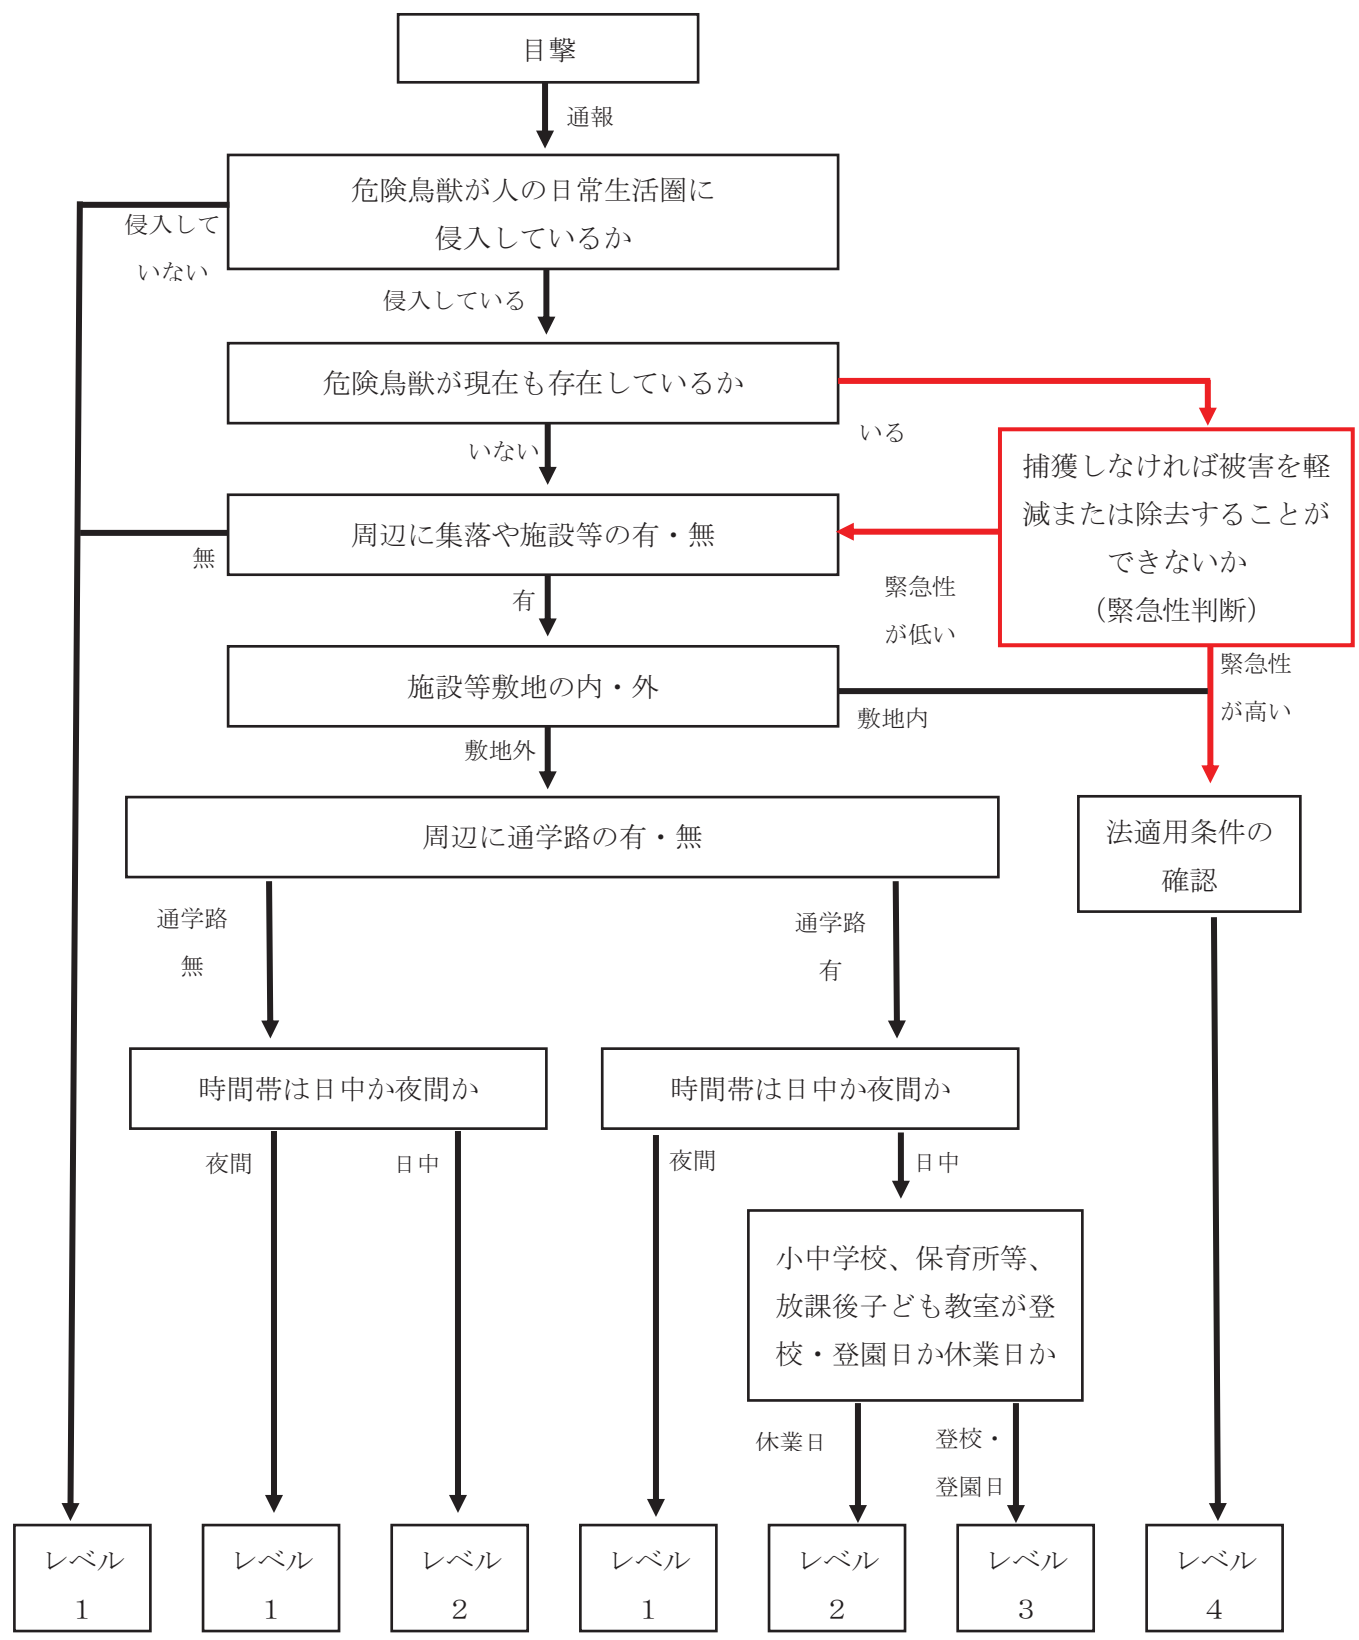 目撃
通報
危険鳥獣が人の日常生活圏に
侵入しているか
侵入して
いない
侵入している
危険鳥獣が現在も存在しているか
いる
いない
捕獲しなければ被害を軽
減または除去することが
できないか
（緊急性判断）
周辺に集落や施設等の有・無
無
有
緊急性
が低い
緊急性
が高い
施設等敷地の内・外
敷地内
敷地外
周辺に通学路の有・無
法適用条件の
確認
通学路
無
通学路
有
時間帯は日中か夜間か
時間帯は日中か夜間か
夜間
日中
夜間
日中
小中学校、保育所等、
放課後子ども教室が登
校・登園日か休業日か
休業日
登校・
登園日
レベル
１
レベル
１
レベル
２
レベル
１
レベル
２
レベル
３
レベル
４